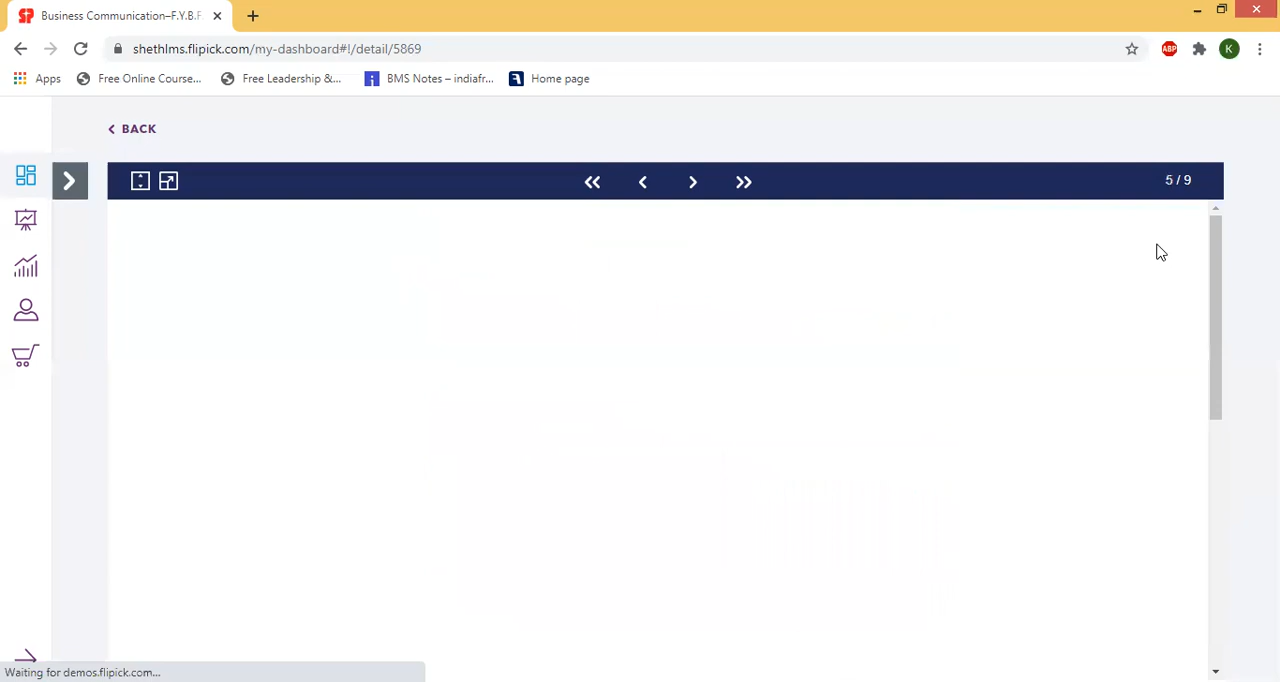 Business Communication–F.Y.B.F
shethlms.flipick.com/my-dashboard#!/detail/5869
ABP
K
Apps
Free Online Course...
Free Leadership &...
BMS Notes – indiafr...
Home page
BACK
5 / 9
Waiting for demos.flipick.com...